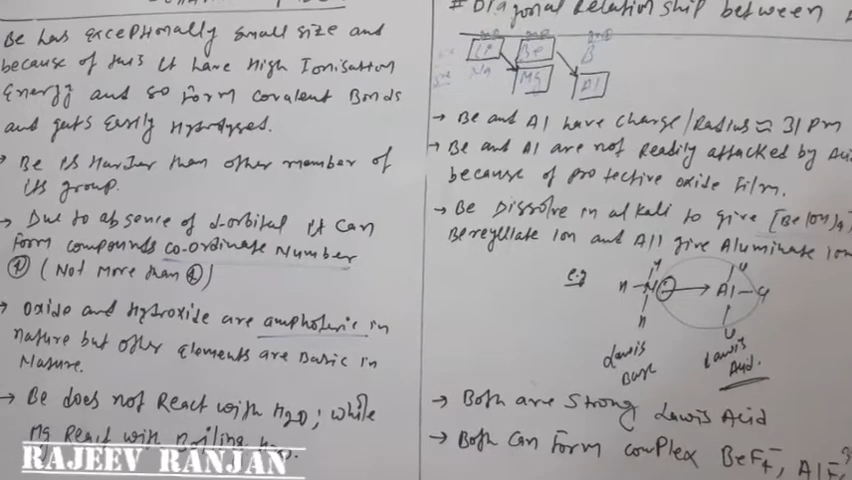 Be has exceptionally small size and
because of this it have High Ionisation
Energy and so form covalent Bonds
and gets Easily Hydrolysed.
Be is Harder than other member of
its group.
→ Due to absence of d-orbital it can
form compounds co-ordinate Number
④ (Not More than ④)
→ Oxide and Hydroxide are amphoteric in
nature but other Elements are Basic in
Nature.
→ Be does not React with H2O; while
Mg React with Boiling H2O.
RAJEEV RANJAN
# Diagonal Relationship between
Li Be B
Na Mg Al
→ Be and Al have charge/Radius ≈ 31 pm
→ Be and Al are not Readily attacked by
because of protective oxide Film.
→ Be Dissolve in alkali to give [Be(OH)4]
Beregllate Ion and All give Aluminate Ion
e.g
H
H N : → Al
H
Lewis Base
Lewis Acid.
→ Both are Strong Lewis Acid
→ Both Can Form complex BeF4-,